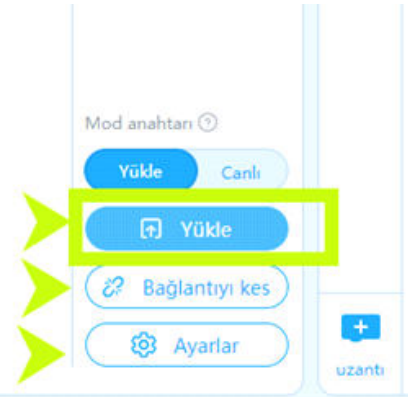 Mod anahtarı ?
Yükle Canlı
Yükle
Bağlantıyı kes
Ayarlar
uzantı